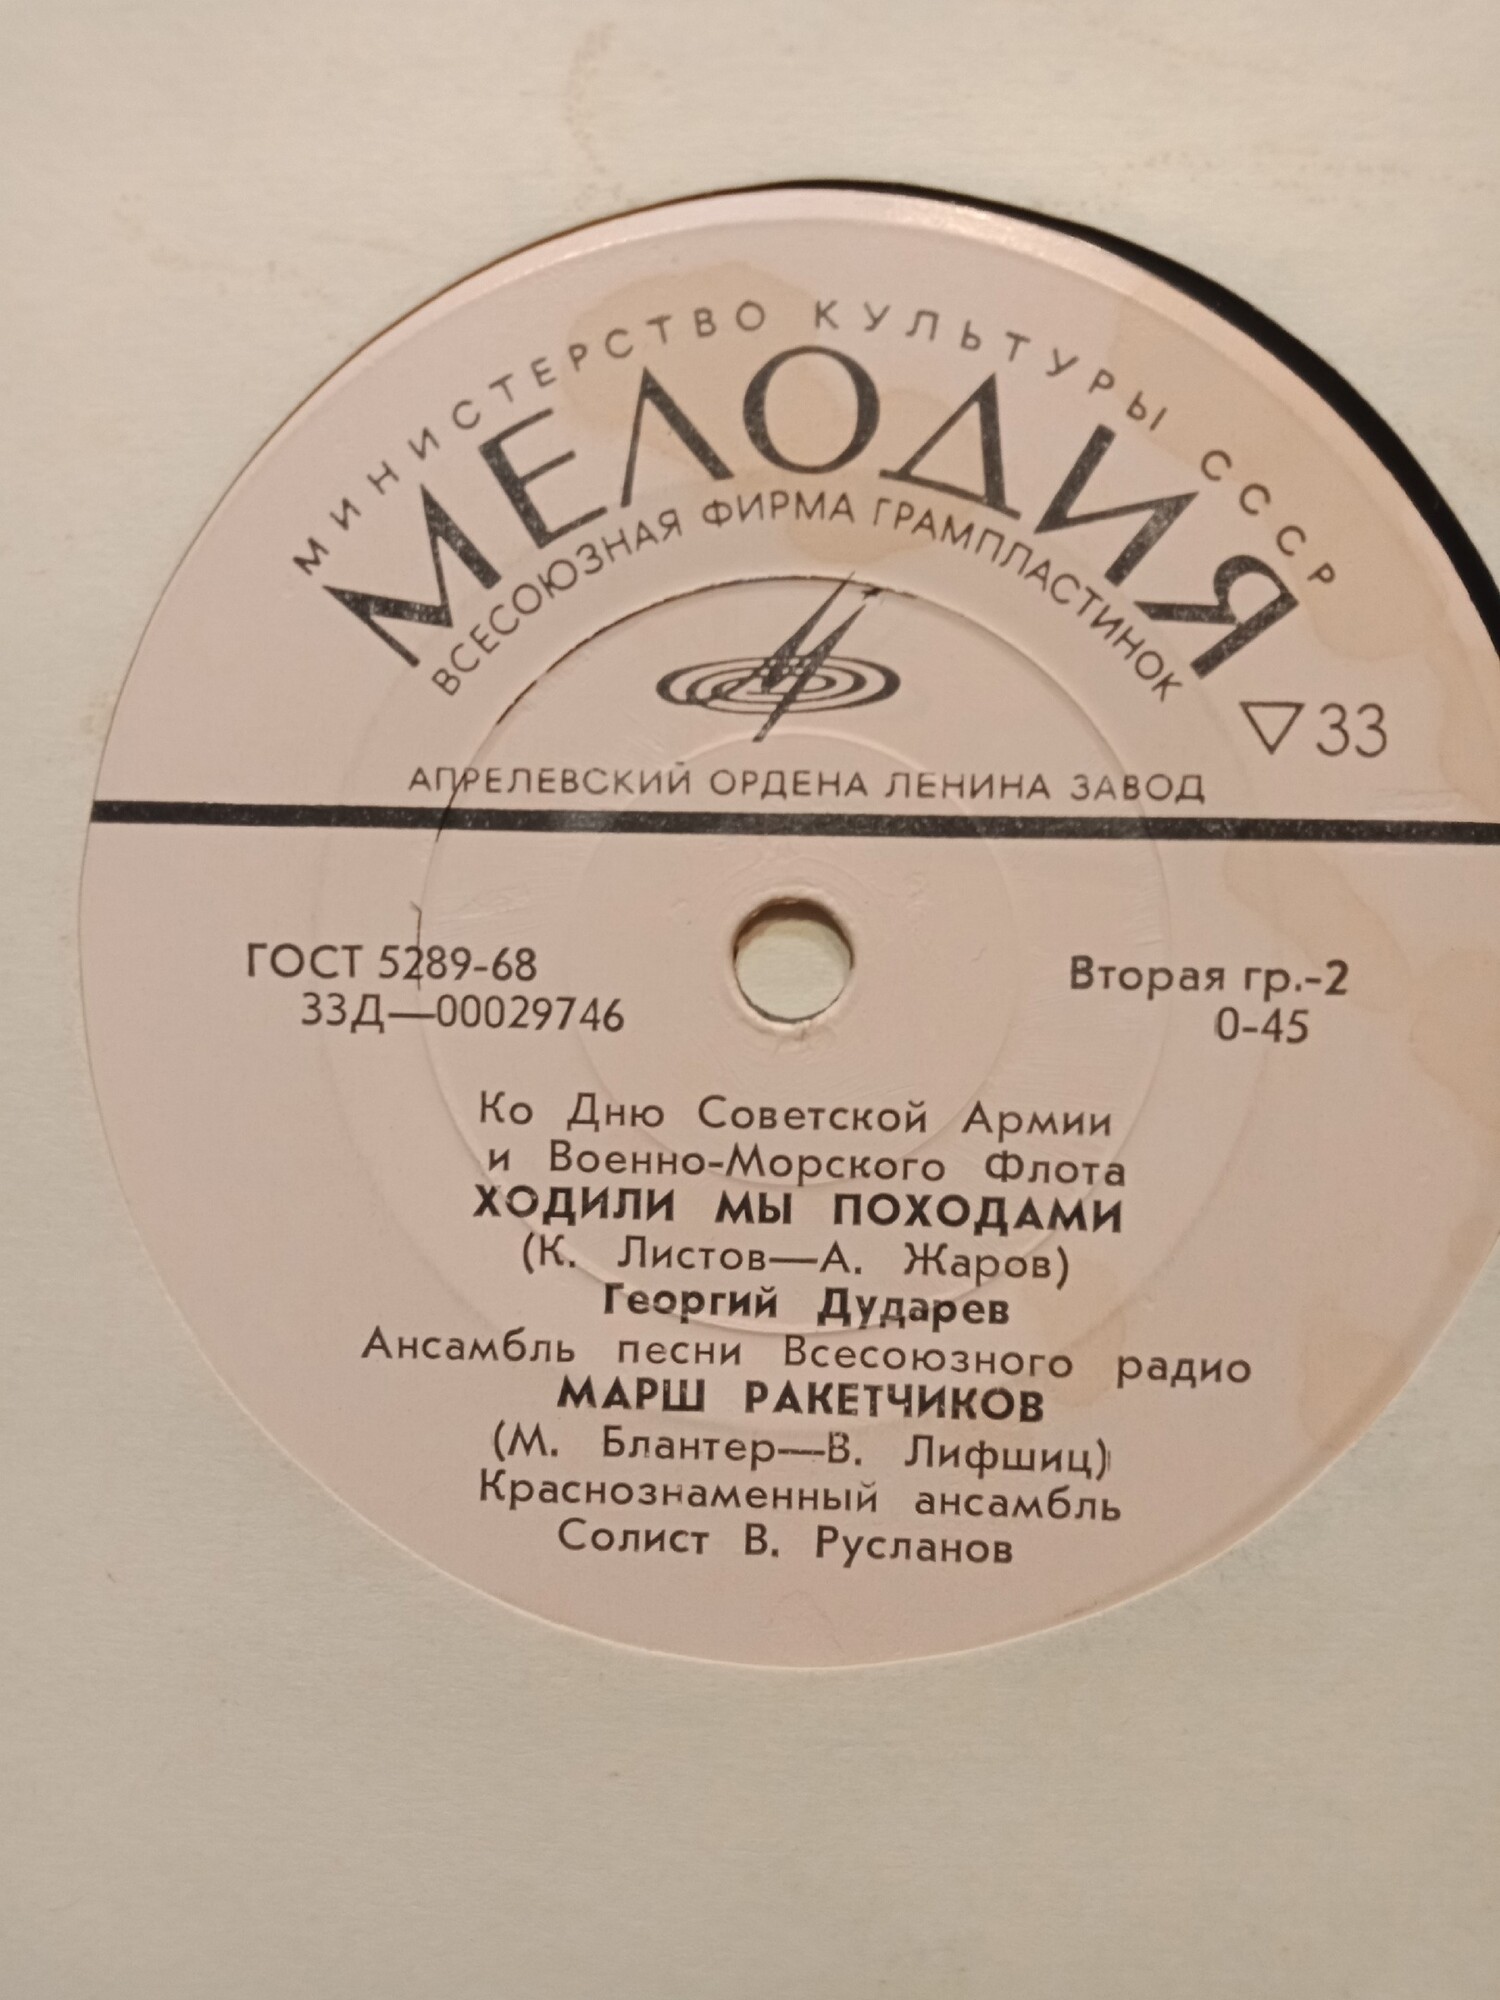 МИНИСТЕРСТВО КУЛЬТУРЫ СССР
МЕЛОДИЯ
ВСЕСОЮЗНАЯ ФИРМА ГРАМПЛАСТИНОК
▽33
АПРЕЛЕВСКИЙ ОРДЕНА ЛЕНИНА ЗАВОД
ГОСТ 5289-68
33Д—00029746
Вторая гр.-2
0-45
Ко Дню Советской Армии
и Военно-Морского Флота
ХОДИЛИ МЫ ПОХОДАМИ
(К. Листов—А. Жаров)
Георгий Дударев
Ансамбль песни Всесоюзного радио
МАРШ РАКЕТЧИКОВ
(М. Блантер—В. Лифшиц)
Краснознаменный ансамбль
Солист В. Русланов